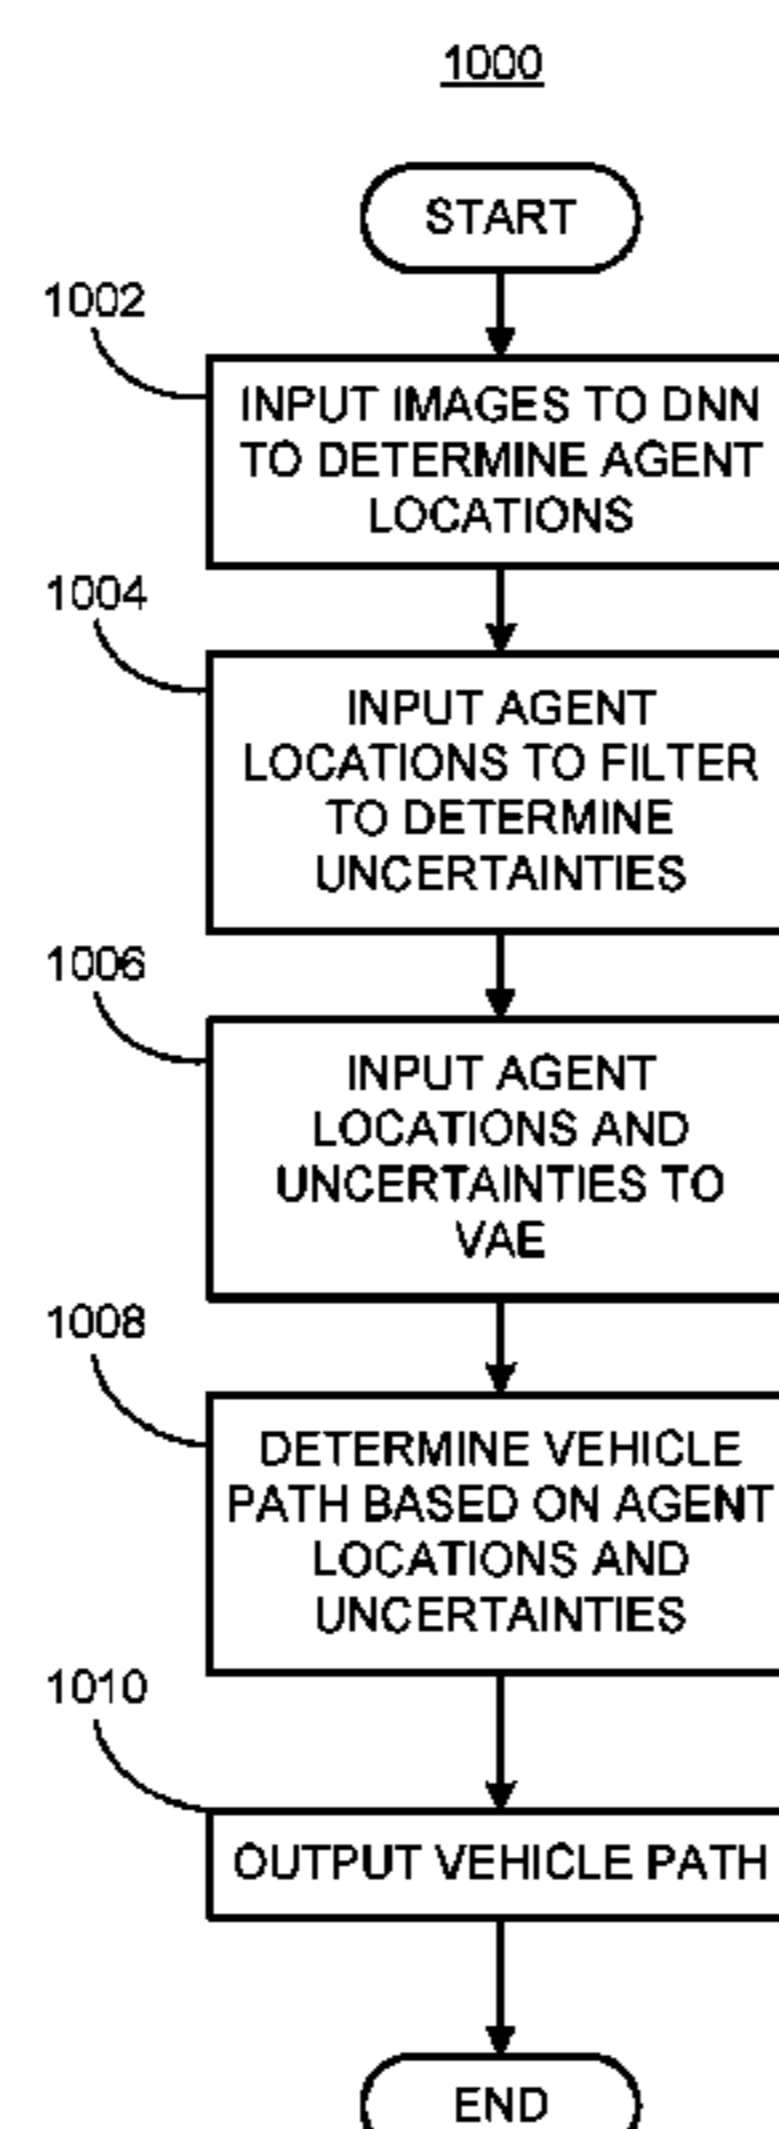 1000
START
1002
INPUT IMAGES TO DNN
TO DETERMINE AGENT
LOCATIONS
1004
INPUT AGENT
LOCATIONS TO FILTER
TO DETERMINE
UNCERTAINTIES
1006
INPUT AGENT
LOCATIONS AND
UNCERTAINTIES TO
VAE
1008
DETERMINE VEHICLE
PATH BASED ON AGENT
LOCATIONS AND
UNCERTAINTIES
1010
OUTPUT VEHICLE PATH
END